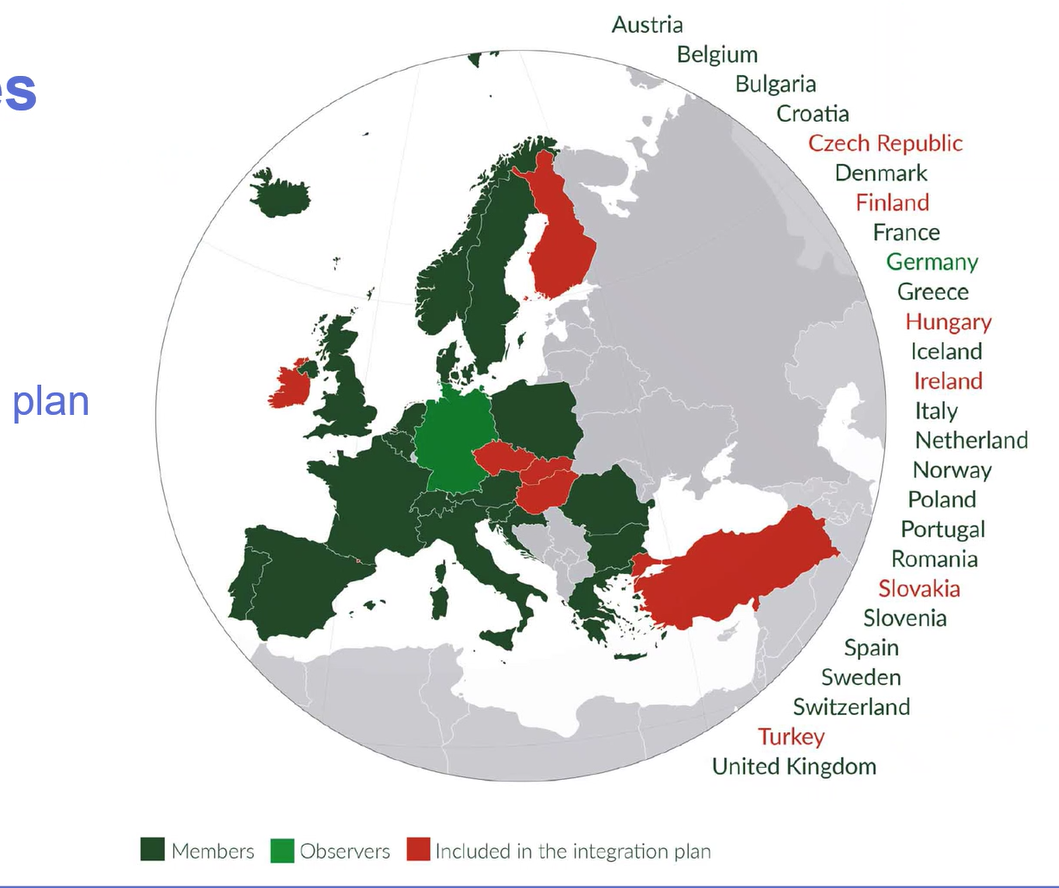 es
plan
Austria
Belgium
Bulgaria
Croatia
Czech Republic
Denmark
Finland
France
Germany
Greece
Hungary
Iceland
Ireland
Italy
Netherland
Norway
Poland
Portugal
Romania
Slovakia
Slovenia
Spain
Sweden
Switzerland
Turkey
United Kingdom
Members Observers Included in the integration plan